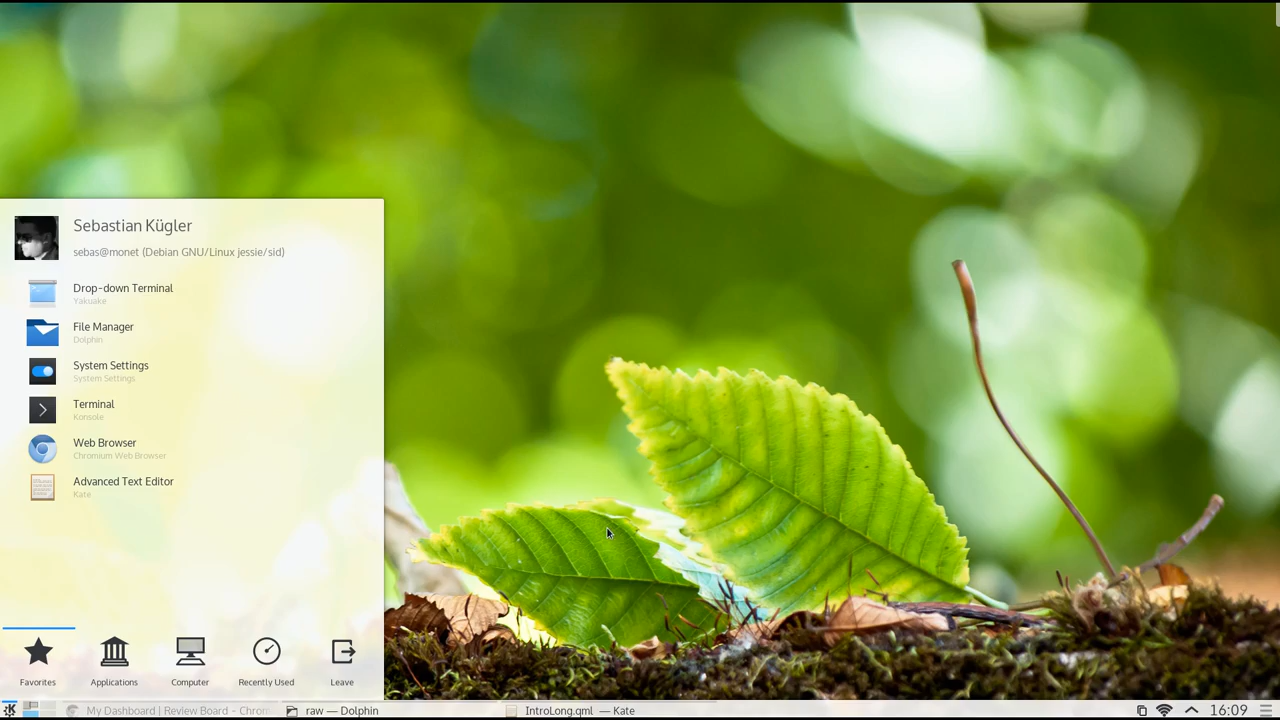 Sebastian Kügler
sebas@monet (Debian GNU/Linux jessie/sid)
Drop-down Terminal
Yakuake
File Manager
Dolphin
System Settings
System Settings
Terminal
Konsole
Web Browser
Chromium Web Browser
Advanced Text Editor
Kate
Favorites
Applications
Computer
Recently Used
Leave
My Dashboard | Review Board - Chrom
raw — Dolphin
IntroLong.qml — Kate
16:09